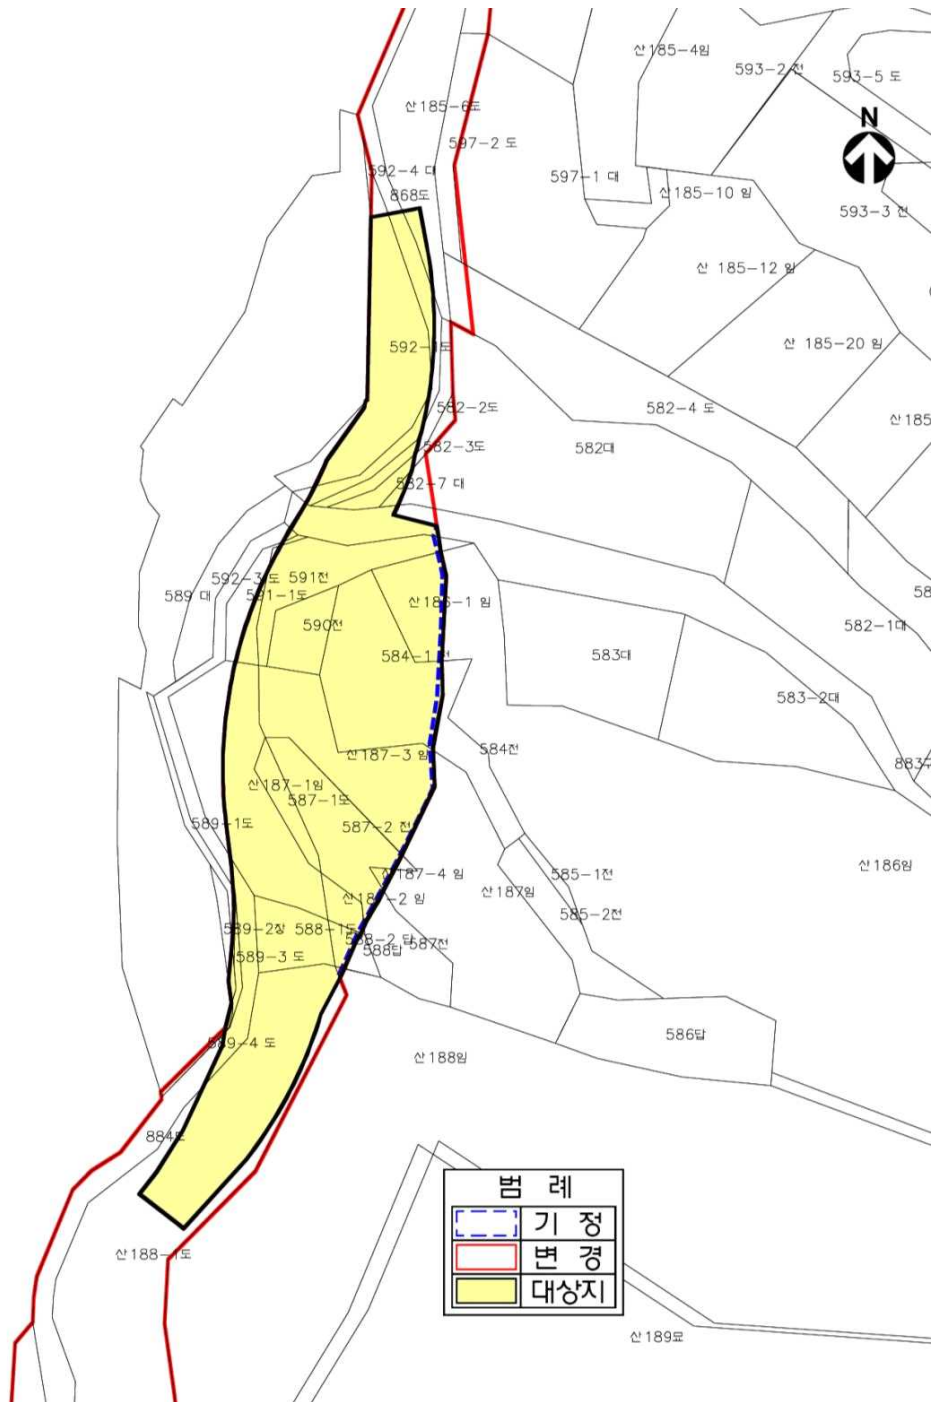 산185-4임
593-2 전
593-5 도
산185-6도
N
597-2 도
592-4 대
597-1 대
868도
산185-10 임
593-3 전
산 185-12 임
592-1도
산 185-20 임
582-2도
582-4 도
산185
582-3도
582대
582-7 대
592-3 도
591전
589 대
591-1도
산186-1 임
58
590전
582-1대
584-1 전
583대
583-2대
584전
산187-3 임
산187-1임
587-1도
589-1도
587-2 전
산186임
산187-4 임
585-1전
산187임
산187-2 임
585-2전
589-2장
588-1도
588-2 답
587전
588답
589-3 도
586답
589-4 도
산188임
884도
범 례
기 정
변 경
대상지
산188-1도
산189묘